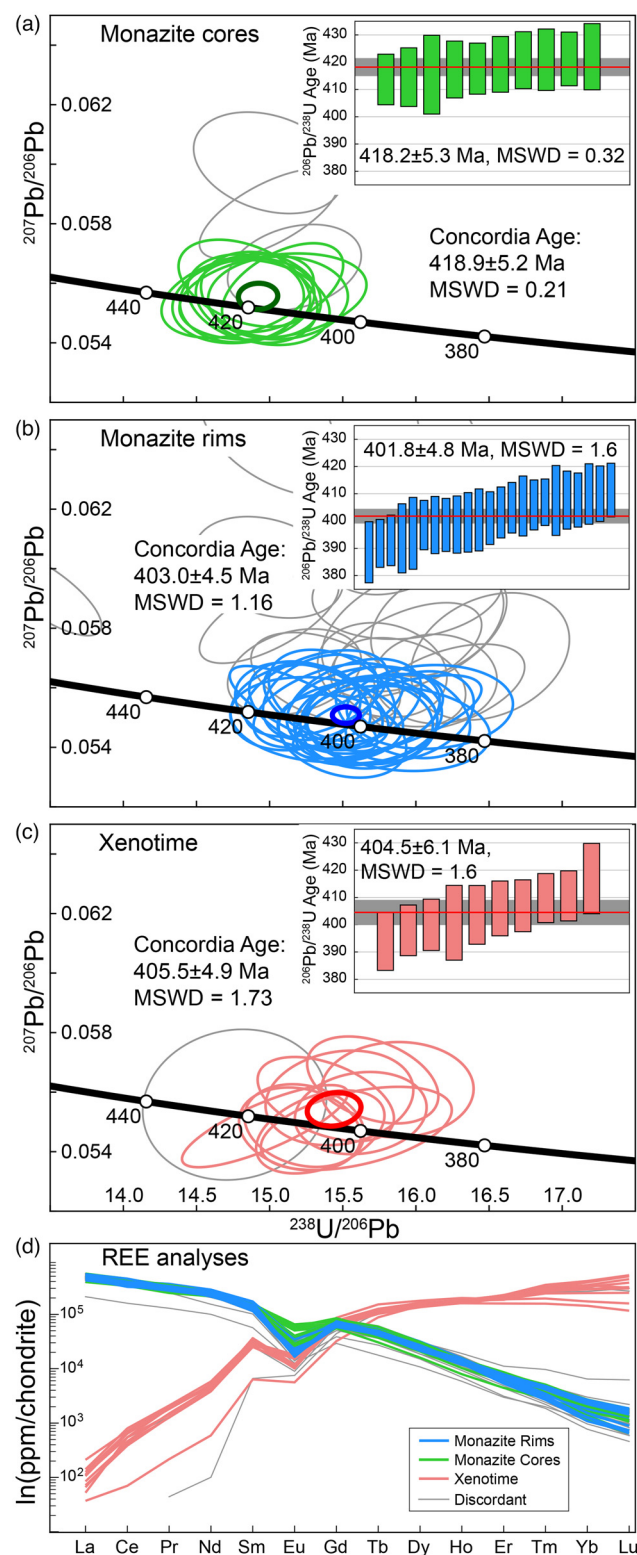 (a)
Monazite cores
430
420
410
400
390
380
²⁰⁶Pb/²³⁸U Age (Ma)
418.2±5.3 Ma, MSWD = 0.32
0.062
0.058
0.054
²⁰⁷Pb/²⁰⁶Pb
Concordia Age:
418.9±5.2 Ma
MSWD = 0.21
440
420
400
380
(b)
Monazite rims
430
420
410
400
390
380
²⁰⁶Pb/²³⁸U Age (Ma)
401.8±4.8 Ma, MSWD = 1.6
0.062
0.058
0.054
²⁰⁷Pb/²⁰⁶Pb
Concordia Age:
403.0±4.5 Ma
MSWD = 1.16
440
420
400
380
(c)
Xenotime
430
420
410
400
390
380
²⁰⁶Pb/²³⁸U Age (Ma)
404.5±6.1 Ma,
MSWD = 1.6
0.062
0.058
0.054
²⁰⁷Pb/²⁰⁶Pb
Concordia Age:
405.5±4.9 Ma
MSWD = 1.73
440
420
400
380
14.0 14.5 15.0 15.5 16.0 16.5 17.0
²³⁸U/²⁰⁶Pb
(d)
REE analyses
10⁵
10⁴
10³
10²
ln(ppm/chondrite)
Monazite Rims
Monazite Cores
Xenotime
Discordant
La Ce Pr Nd Sm Eu Gd Tb Dy Ho Er Tm Yb Lu